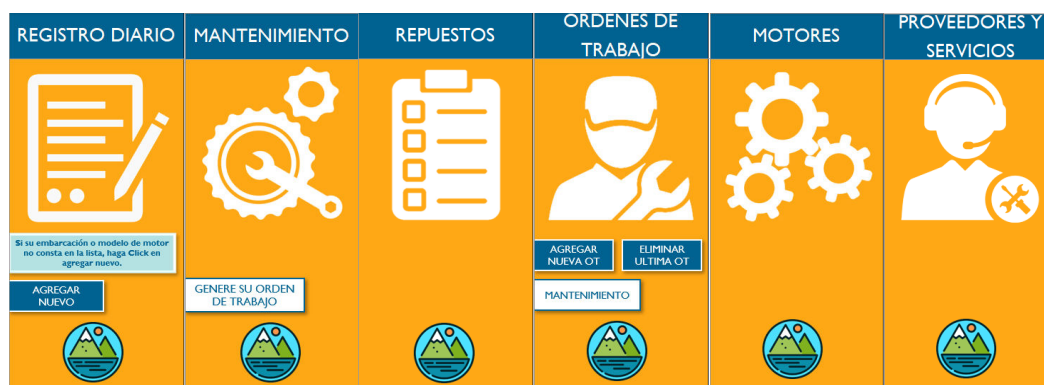 REGISTRO DIARIO
Si su embarcación o modelo de motor
no consta en la lista, haga Click en
agregar nuevo.
AGREGAR
NUEVO
MANTENIMIENTO
GENERE SU ORDEN
DE TRABAJO
REPUESTOS
ORDENES DE
TRABAJO
AGREGAR
NUEVA OT
ELIMINAR
ULTIMA OT
MANTENIMIENTO
MOTORES
PROVEEDORES Y
SERVICIOS